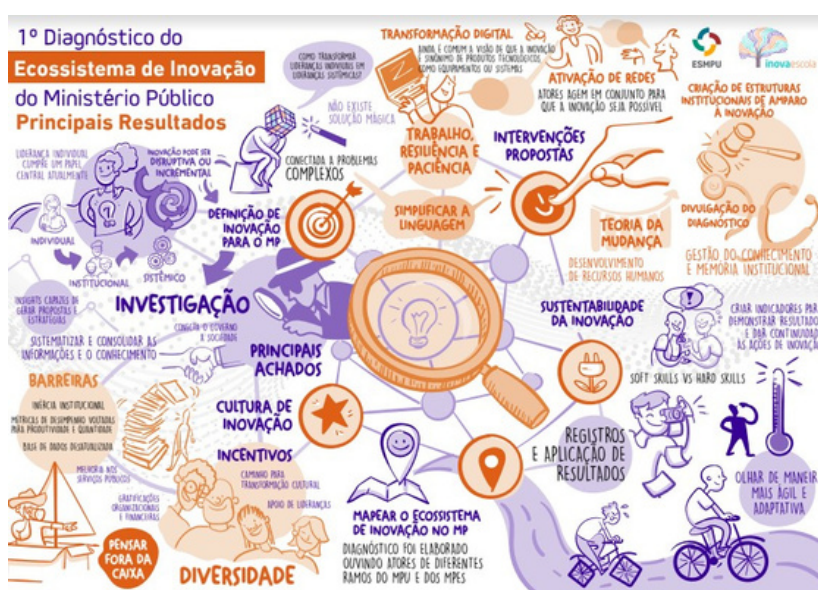 1º Diagnóstico do
Ecossistema de Inovação
do Ministério Público
Principais Resultados
LIDERANÇA INDIVIDUAL
CUMPRE UM PAPEL
CENTRAL ATUALMENTE
INOVAÇÃO PODE SER
DISRUPTIVA OU
INCREMENTAL
INDIVIDUAL
INSTITUCIONAL
SISTÊMICO
COMO TRANSFORMAR
LIDERANÇAS INDIVIDUAIS EM
LIDERANÇAS SISTÊMICAS?
NÃO EXISTE
SOLUÇÃO MÁGICA
CONECTADA A PROBLEMAS
COMPLEXOS
DEFINIÇÃO DE
INOVAÇÃO
PARA O MP
TRANSFORMAÇÃO DIGITAL
AINDA É COMUM A VISÃO DE QUE A INOVAÇÃO
É SINÔNIMO DE PRODUTOS TECNOLÓGICOS
COMO EQUIPAMENTOS OU SISTEMAS
TRABALHO,
RESILIÊNCIA E
PACIÊNCIA
SIMPLIFICAR A
LINGUAGEM
ATIVAÇÃO DE REDES
ATORES AGEM EM CONJUNTO PARA
QUE A INOVAÇÃO SEJA POSSÍVEL
INTERVENÇÕES
PROPOSTAS
ESMPU
inovaescola
CRIAÇÃO DE ESTRUTURAS
INSTITUCIONAIS DE AMPARO
À INOVAÇÃO
DIVULGAÇÃO DO
DIAGNÓSTICO
TEORIA DA
MUDANÇA
DESENVOLVIMENTO
DE RECURSOS HUMANOS
GESTÃO DO CONHECIMENTO
E MEMÓRIA INSTITUCIONAL
INSIGHTS CAPAZES DE
GERAR PROPOSTAS E
ESTRATÉGIAS
INVESTIGAÇÃO
SISTEMATIZAR E CONSOLIDAR AS
INFORMAÇÕES E O CONHECIMENTO
O GOVERNO
A SOCIEDADE
PRINCIPAIS
ACHADOS
SUSTENTABILIDADE
DA INOVAÇÃO
CRIAR INDICADORES PARA
DEMONSTRAR RESULTADO
E DAR CONTINUIDADE
ÀS AÇÕES DE INOVAÇÃ
SOFT SKILLS VS HARD SKILLS
BARREIRAS
INÉRCIA INSTITUCIONAL
MÉTRICAS DE DESEMPENHO VOLTADAS
PARA PRODUTIVIDADE E QUANTIDADE
BASE DE DADOS DESATUALIZADA
CULTURA DE
INOVAÇÃO
INCENTIVOS
CAMINHO PARA
TRANSFORMAÇÃO CULTURAL
APOIO DE LIDERANÇAS
MELHORIA NOS
SERVIÇOS PÚBLICOS
GRATIFICAÇÕES
ORGANIZACIONAIS
E FINANCEIRAS
PENSAR
FORA DA
CAIXA
DIVERSIDADE
MAPEAR O ECOSSISTEMA
DE INOVAÇÃO NO MP
DIAGNÓSTICO FOI ELABORADO
OUVINDO ATORES DE DIFERENTES
RAMOS DO MPU E DOS MPES
REGISTROS
E APLICAÇÃO DE
RESULTADOS
OLHAR DE MANEIR
MAIS ÁGIL E
ADAPTATIVA